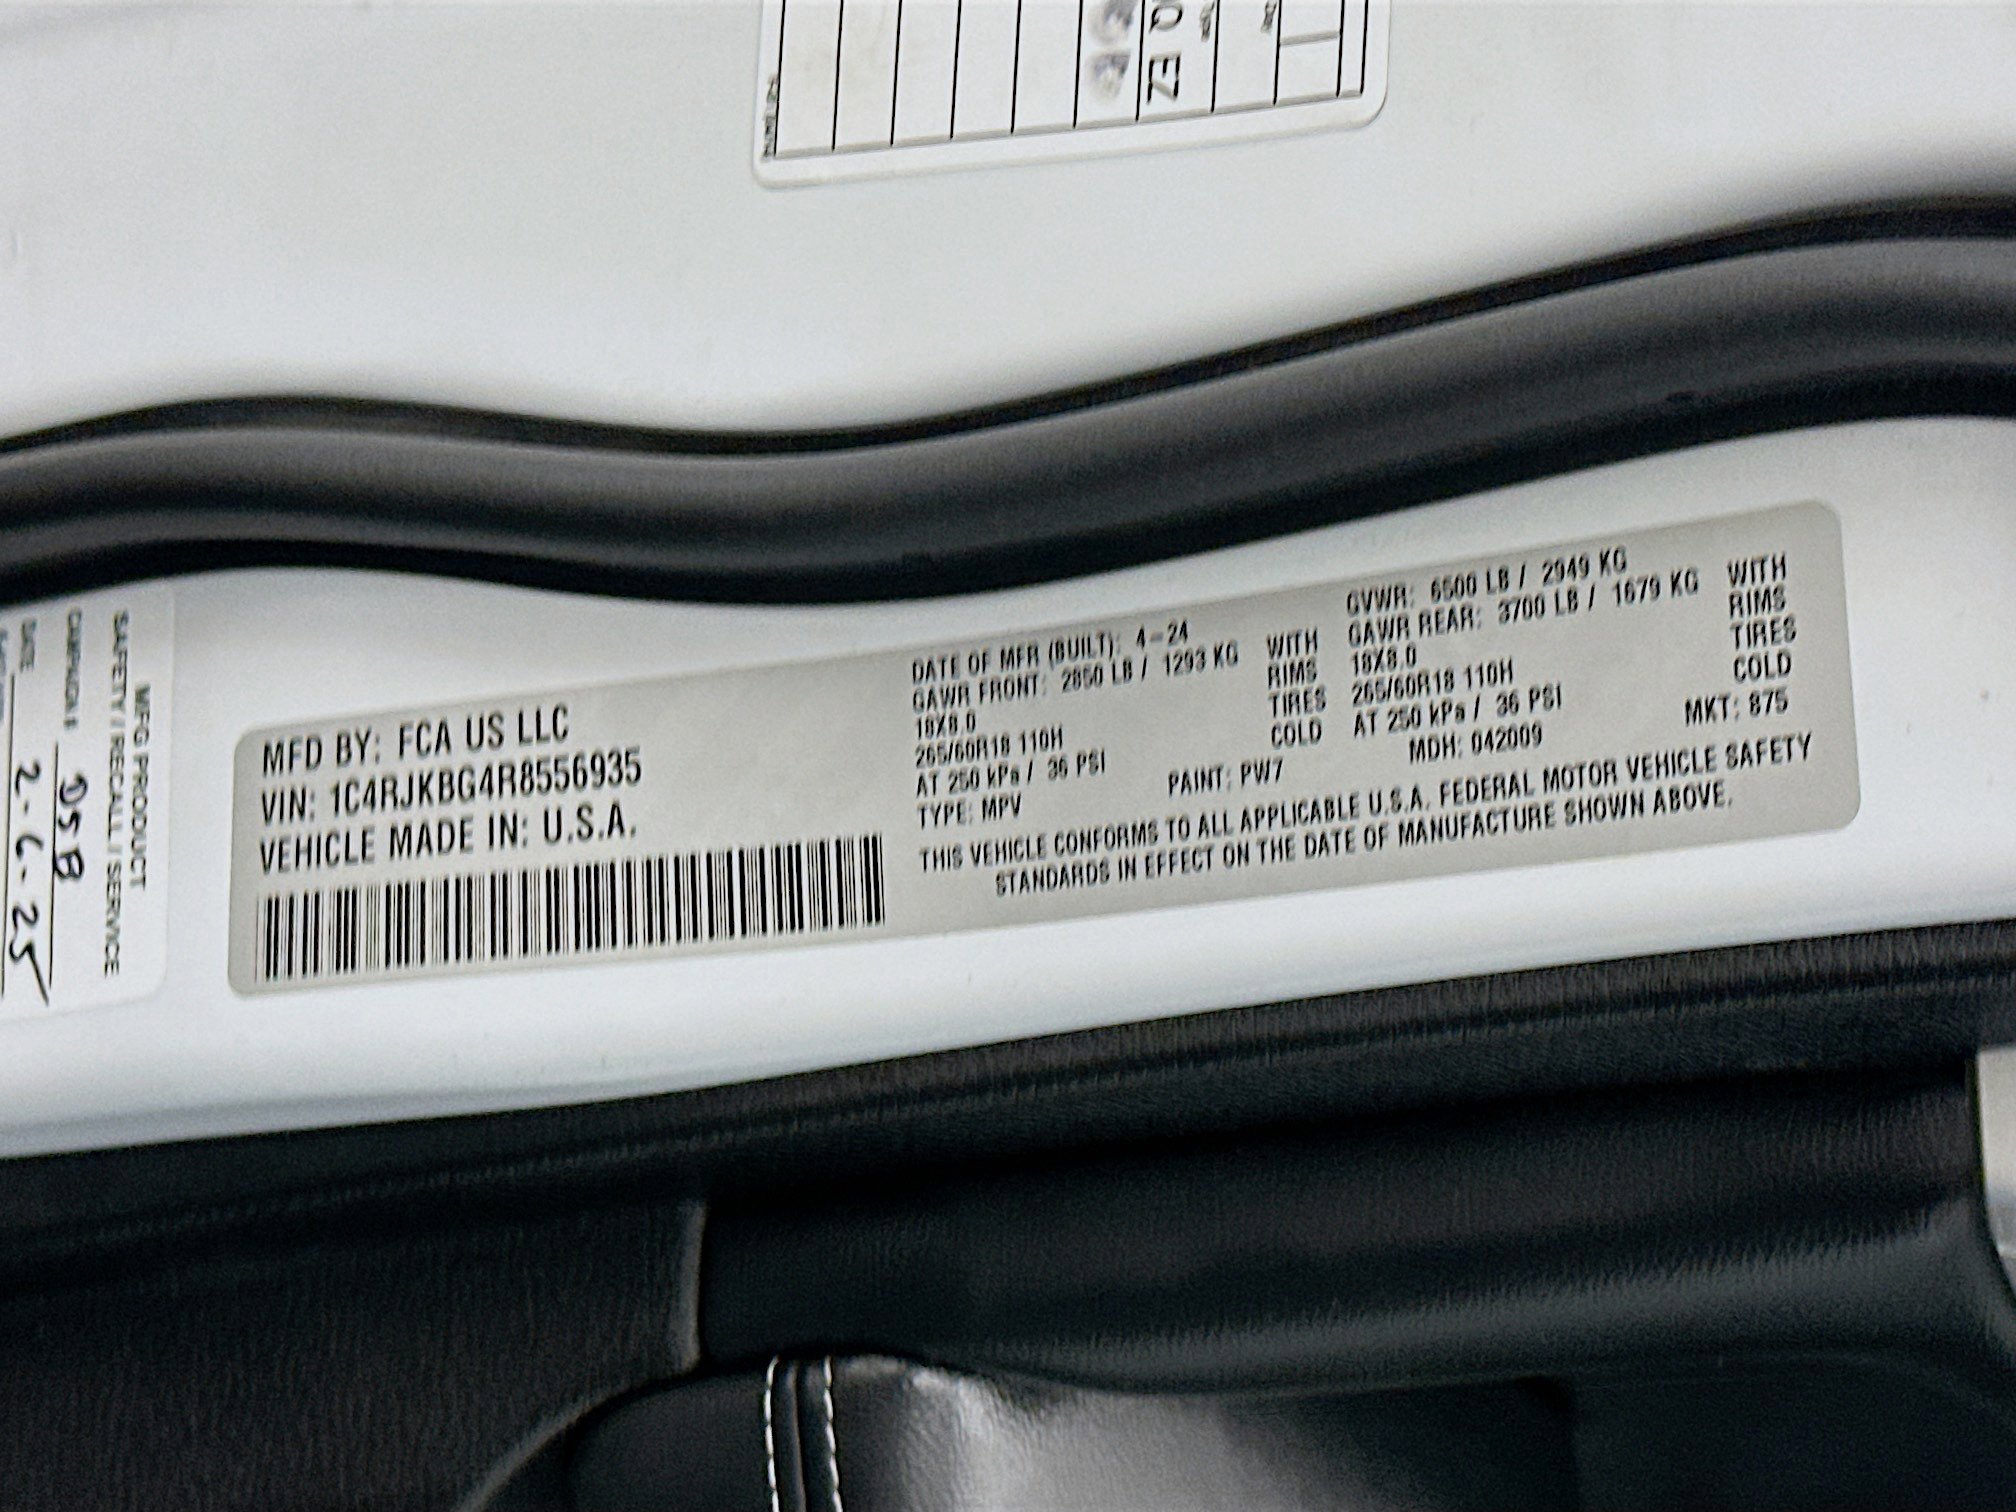 Day
Type
IQ EZ
MFG PRODUCT
SAFETY / RECALL / SERVICE
CAMPAIGN # D5B
DATE 2-6-25
MFD BY: FCA US LLC
VIN: 1C4RJKBG4R8556935
VEHICLE MADE IN: U.S.A.
DATE OF MFR (BUILT): 4-24 GVWR: 6500 LB / 2949 KG
GAWR FRONT: 2850 LB / 1293 KG WITH GAWR REAR: 3700 LB / 1679 KG WITH
18X8.0 RIMS 18X8.0 RIMS
265/60R18 110H TIRES 265/60R18 110H TIRES
AT 250 kPa / 36 PSI COLD AT 250 kPa / 36 PSI COLD
TYPE: MPV PAINT: PW7 MDH: 042009 MKT: 875
THIS VEHICLE CONFORMS TO ALL APPLICABLE U.S.A. FEDERAL MOTOR VEHICLE SAFETY
STANDARDS IN EFFECT ON THE DATE OF MANUFACTURE SHOWN ABOVE.